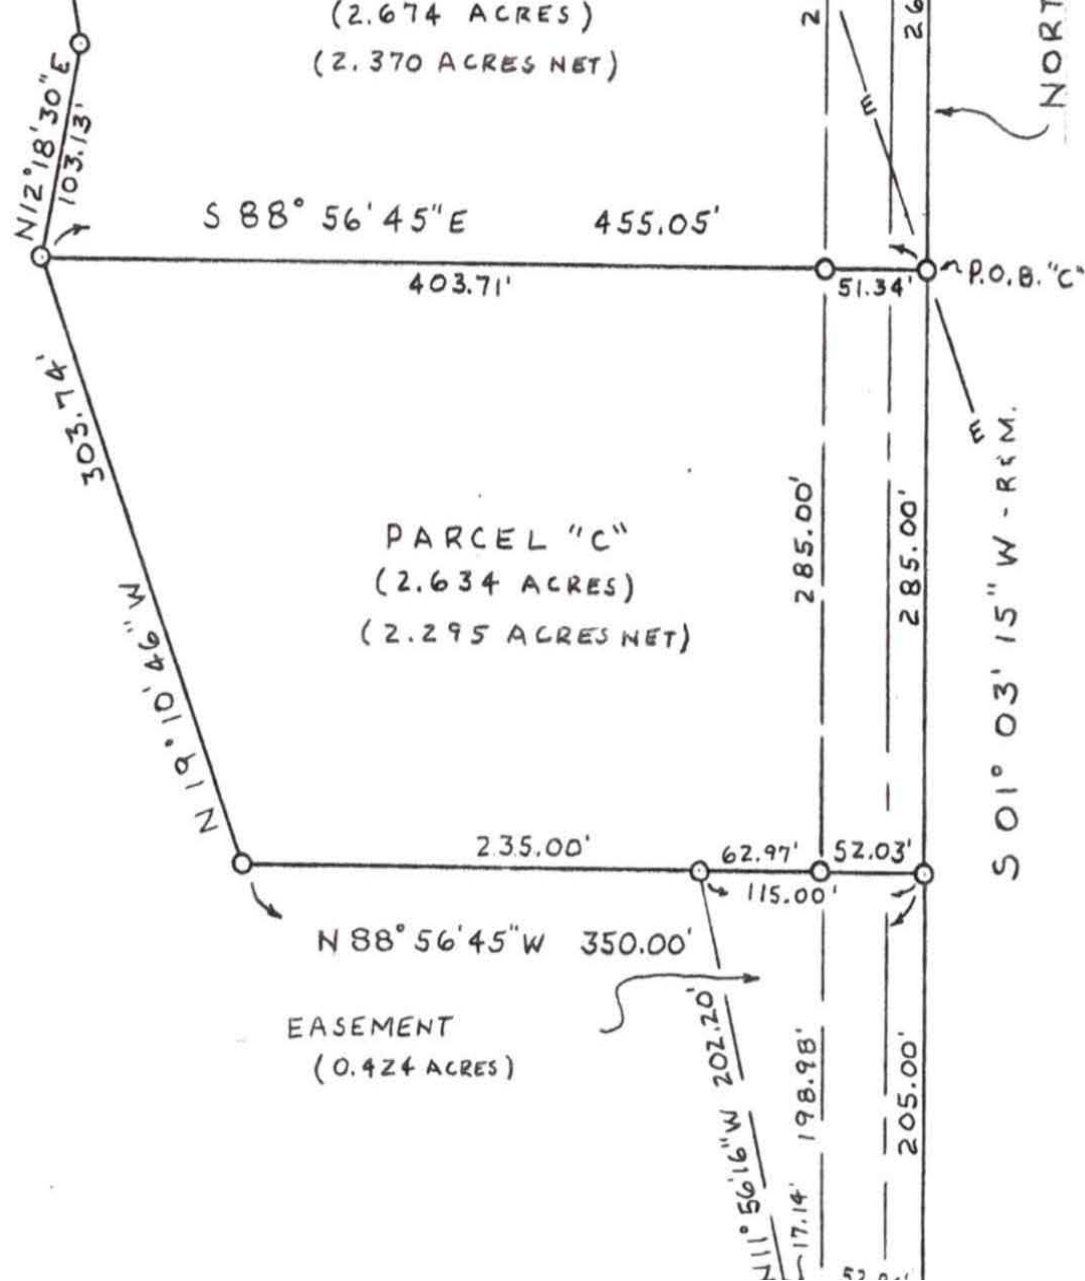 (2.674 ACRES)
(2.370 ACRES NET)
N12°18'30"E
103.13'
2
26
NORT
E
S 88° 56' 45" E 455.05'
403.71'
51.34'
P.O.B. "C"
E
303.74'
N 19° 10' 46" W
PARCEL "C"
(2.634 ACRES)
(2.295 ACRES NET)
285.00'
285.00'
S 01° 03' 15" W - R&M.
235.00'
62.97'
52.03'
115.00'
N 88° 56' 45" W 350.00'
EASEMENT
(0.424 ACRES)
N11° 56'16"W 202.20'
198.98'
205.00'
17.14'